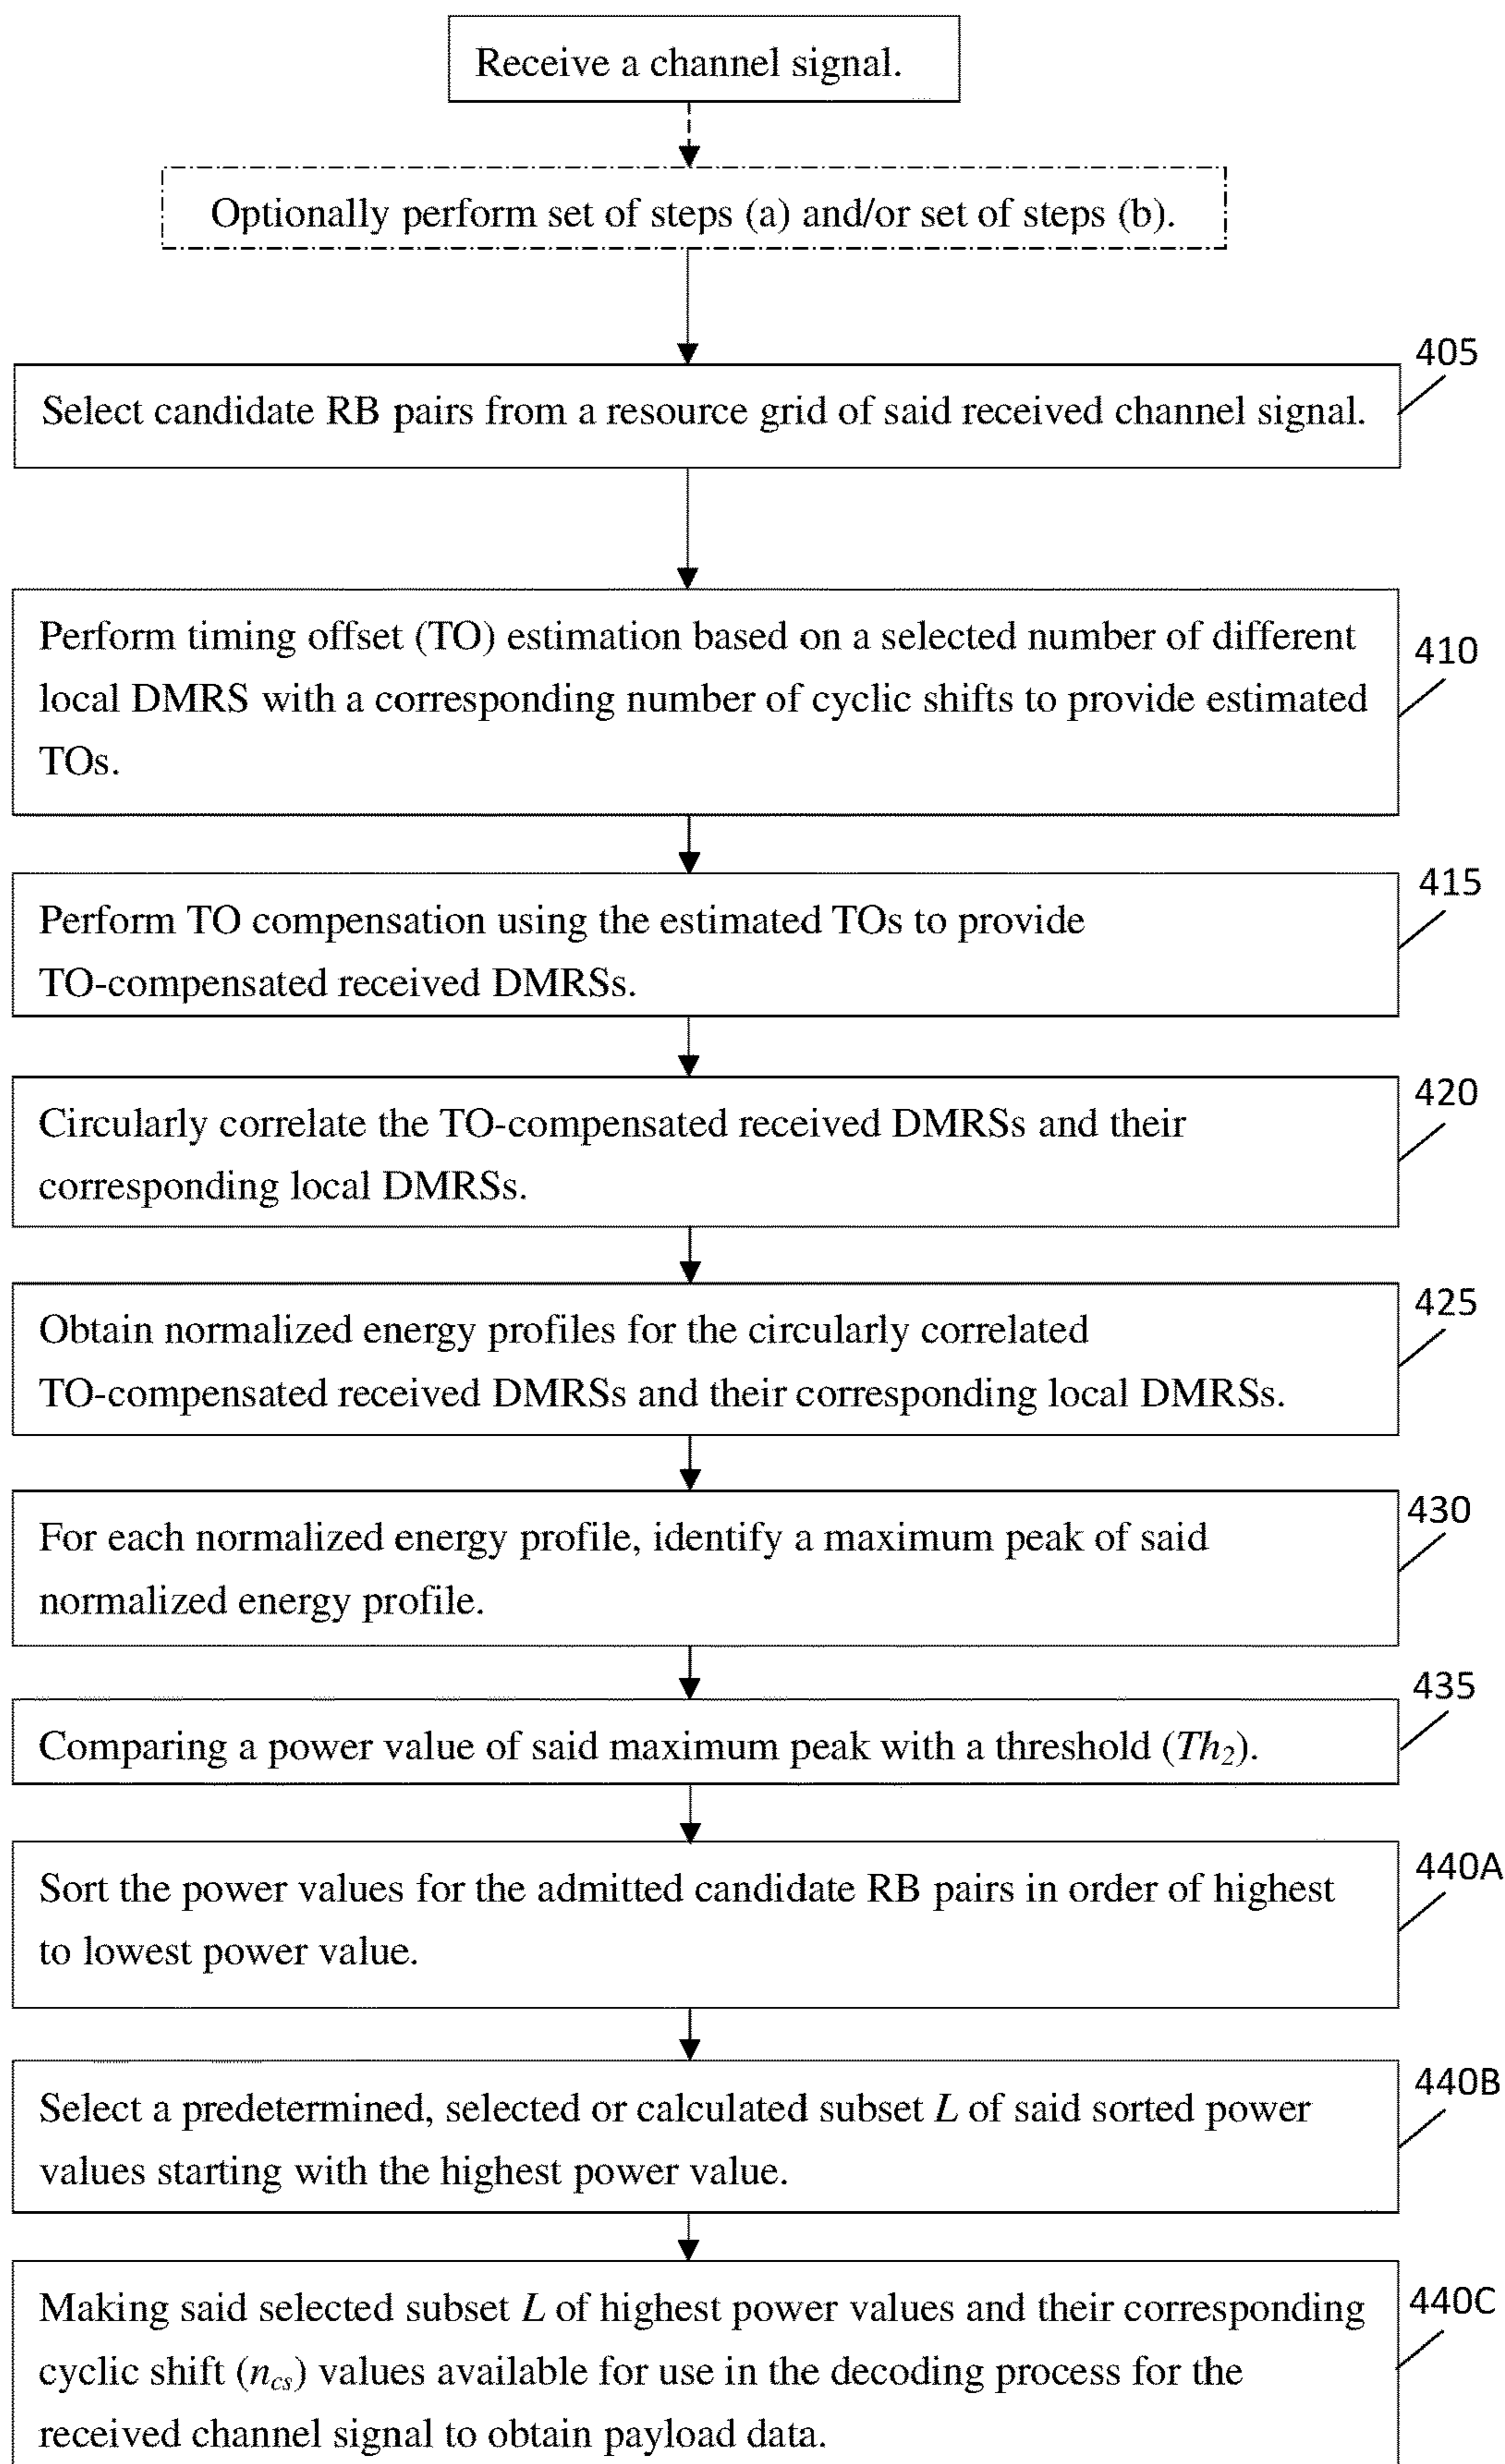 Receive a channel signal.
Optionally perform set of steps (a) and/or set of steps (b).
405
Select candidate RB pairs from a resource grid of said received channel signal.
410
Perform timing offset (TO) estimation based on a selected number of different
local DMRS with a corresponding number of cyclic shifts to provide estimated
TOs.
415
Perform TO compensation using the estimated TOs to provide
TO-compensated received DMRSs.
420
Circularly correlate the TO-compensated received DMRSs and their
corresponding local DMRSs.
425
Obtain normalized energy profiles for the circularly correlated
TO-compensated received DMRSs and their corresponding local DMRSs.
430
For each normalized energy profile, identify a maximum peak of said
normalized energy profile.
435
Comparing a power value of said maximum peak with a threshold (Th2).
440A
Sort the power values for the admitted candidate RB pairs in order of highest
to lowest power value.
440B
Select a predetermined, selected or calculated subset L of said sorted power
values starting with the highest power value.
440C
Making said selected subset L of highest power values and their corresponding
cyclic shift (ncs) values available for use in the decoding process for the
received channel signal to obtain payload data.